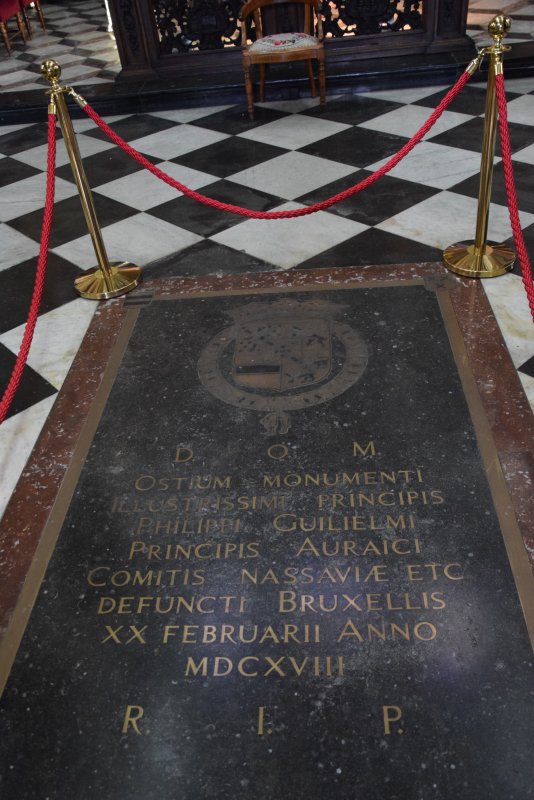 D. O. M.
OSTIUM MONUMENTI
ILLUSTRISSIMI PRINCIPIS
PHILIPPI GUILIELMI
PRINCIPIS AURAICI
COMITIS NASSAVIÆ ETC
DEFUNCTI BRUXELLIS
XX FEBRUARII ANNO
MDCXVIII
R. I. P.